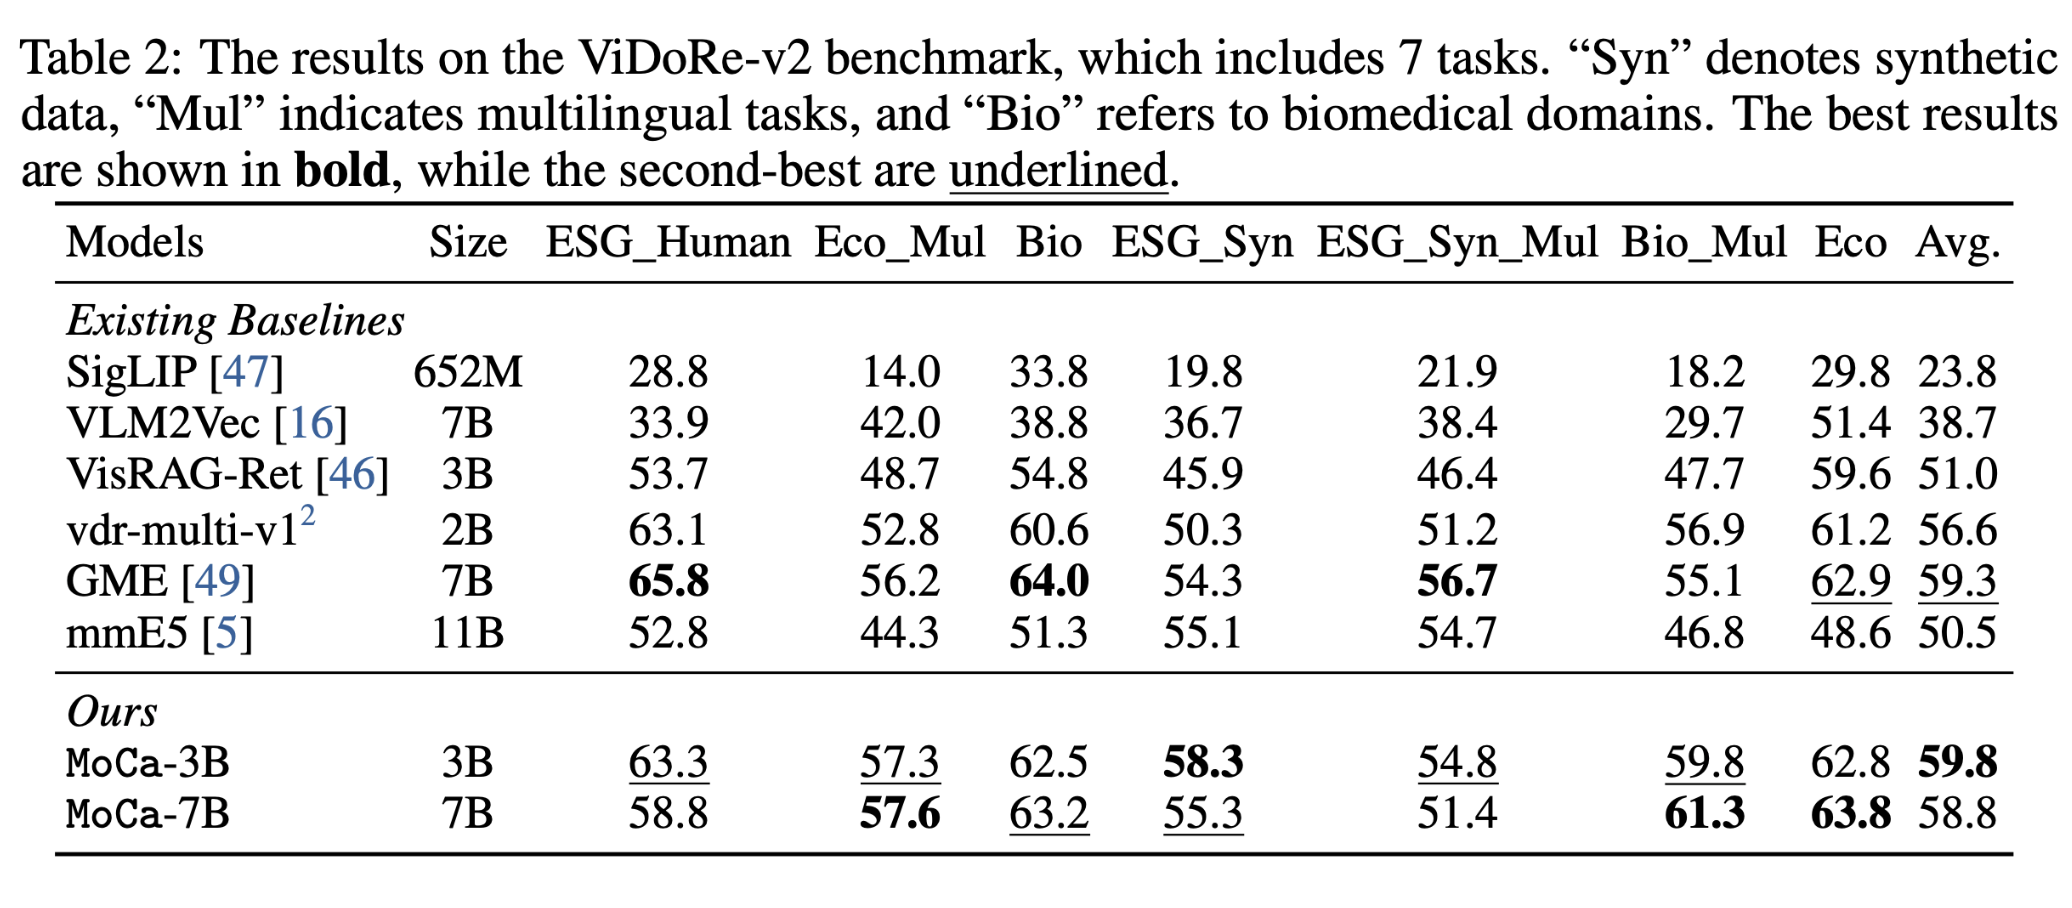 Table 2: The results on the ViDoRe-v2 benchmark, which includes 7 tasks. “Syn” denotes synthetic
data, “Mul” indicates multilingual tasks, and “Bio” refers to biomedical domains. The best results
are shown in bold, while the second-best are underlined.
Models Size ESG_Human Eco_Mul Bio ESG_Syn ESG_Syn_Mul Bio_Mul Eco Avg.
Existing Baselines
SigLIP [47] 652M 28.8 14.0 33.8 19.8 21.9 18.2 29.8 23.8
VLM2Vec [16] 7B 33.9 42.0 38.8 36.7 38.4 29.7 51.4 38.7
VisRAG-Ret [46] 3B 53.7 48.7 54.8 45.9 46.4 47.7 59.6 51.0
vdr-multi-v1² 2B 63.1 52.8 60.6 50.3 51.2 56.9 61.2 56.6
GME [49] 7B 65.8 56.2 64.0 54.3 56.7 55.1 62.9 59.3
mmE5 [5] 11B 52.8 44.3 51.3 55.1 54.7 46.8 48.6 50.5
Ours
MoCa-3B 3B 63.3 57.3 62.5 58.3 54.8 59.8 62.8 59.8
MoCa-7B 7B 58.8 57.6 63.2 55.3 51.4 61.3 63.8 58.8